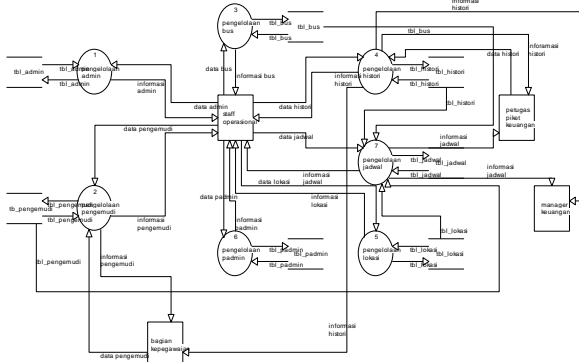 informasi
histori
3
pengelolaan
bus
tbl_bus
tbl_bus
tbl_bus
tbl_bus
1
pengelolaan
admin
tbl_admin
tbl_admin
tbl_admin
4
pengelolaan
histori
informasi
histori
data histori
inforamasi
histori
data bus
informasi bus
informasi
admin
data admin
staff
operasional
data histori
tbl_histori
tbl_histori
tbl_histori
petugas
piket
keuangan
data pengemudi
data jadwal
7
pengelolaan
jadwal
informasi
jadwal
tbl_jadwal
tbl_jadwal
tbl_jadwal
informasi
jadwal
informasi
jadwal
data lokasi
2
pengelolaan
pengemudi
tb_pengemudi
tbl_pengemudi
tbl_pengemudi
informasi
pengemudi
data padmin
informasi
padmin
informasi
lokasi
manager
keuangan
6
pengelolaan
padmin
tbl_padmin
tbl_padmin
tbl_padmin
5
pengelolaan
lokasi
tbl_lokasi
tbl_lokasi
tbl_lokasi
tbl_lokasi
tbl_pengemudi
informasi
pengemudi
informasi
histori
bagian
kepegawaian
data pengemudi